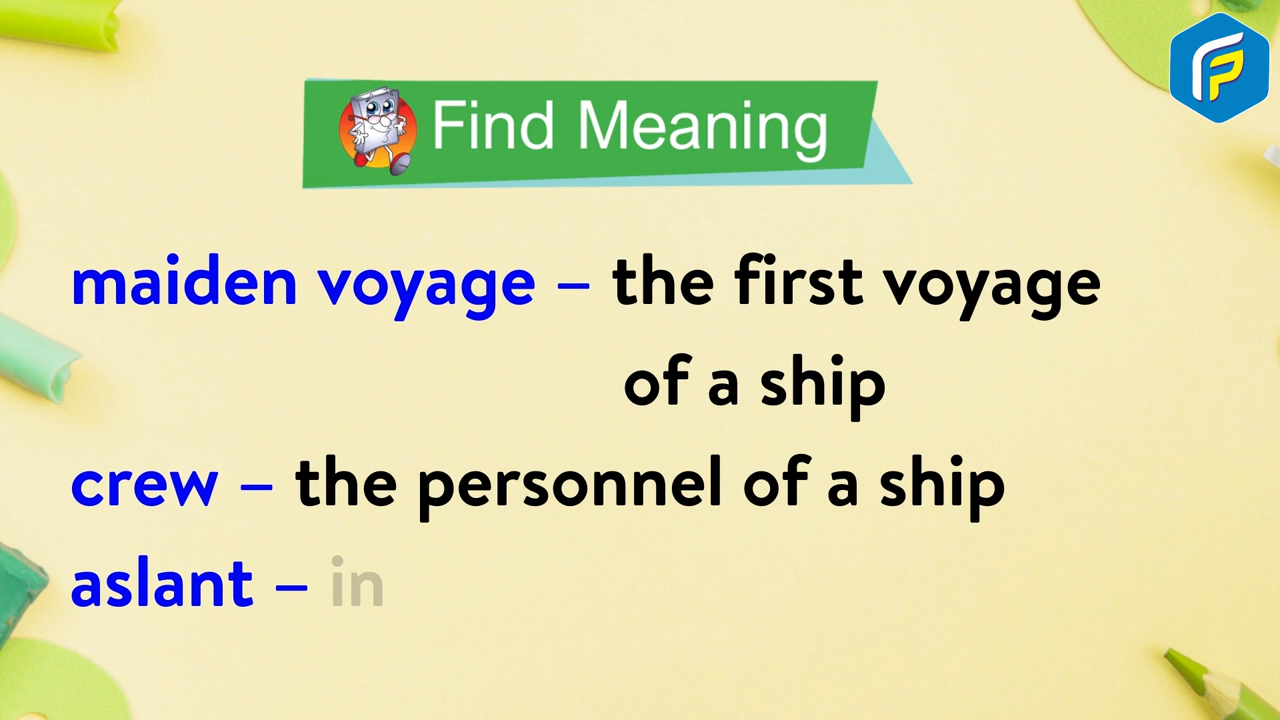 Find Meaning
maiden voyage – the first voyage
of a ship
crew – the personnel of a ship
aslant – in